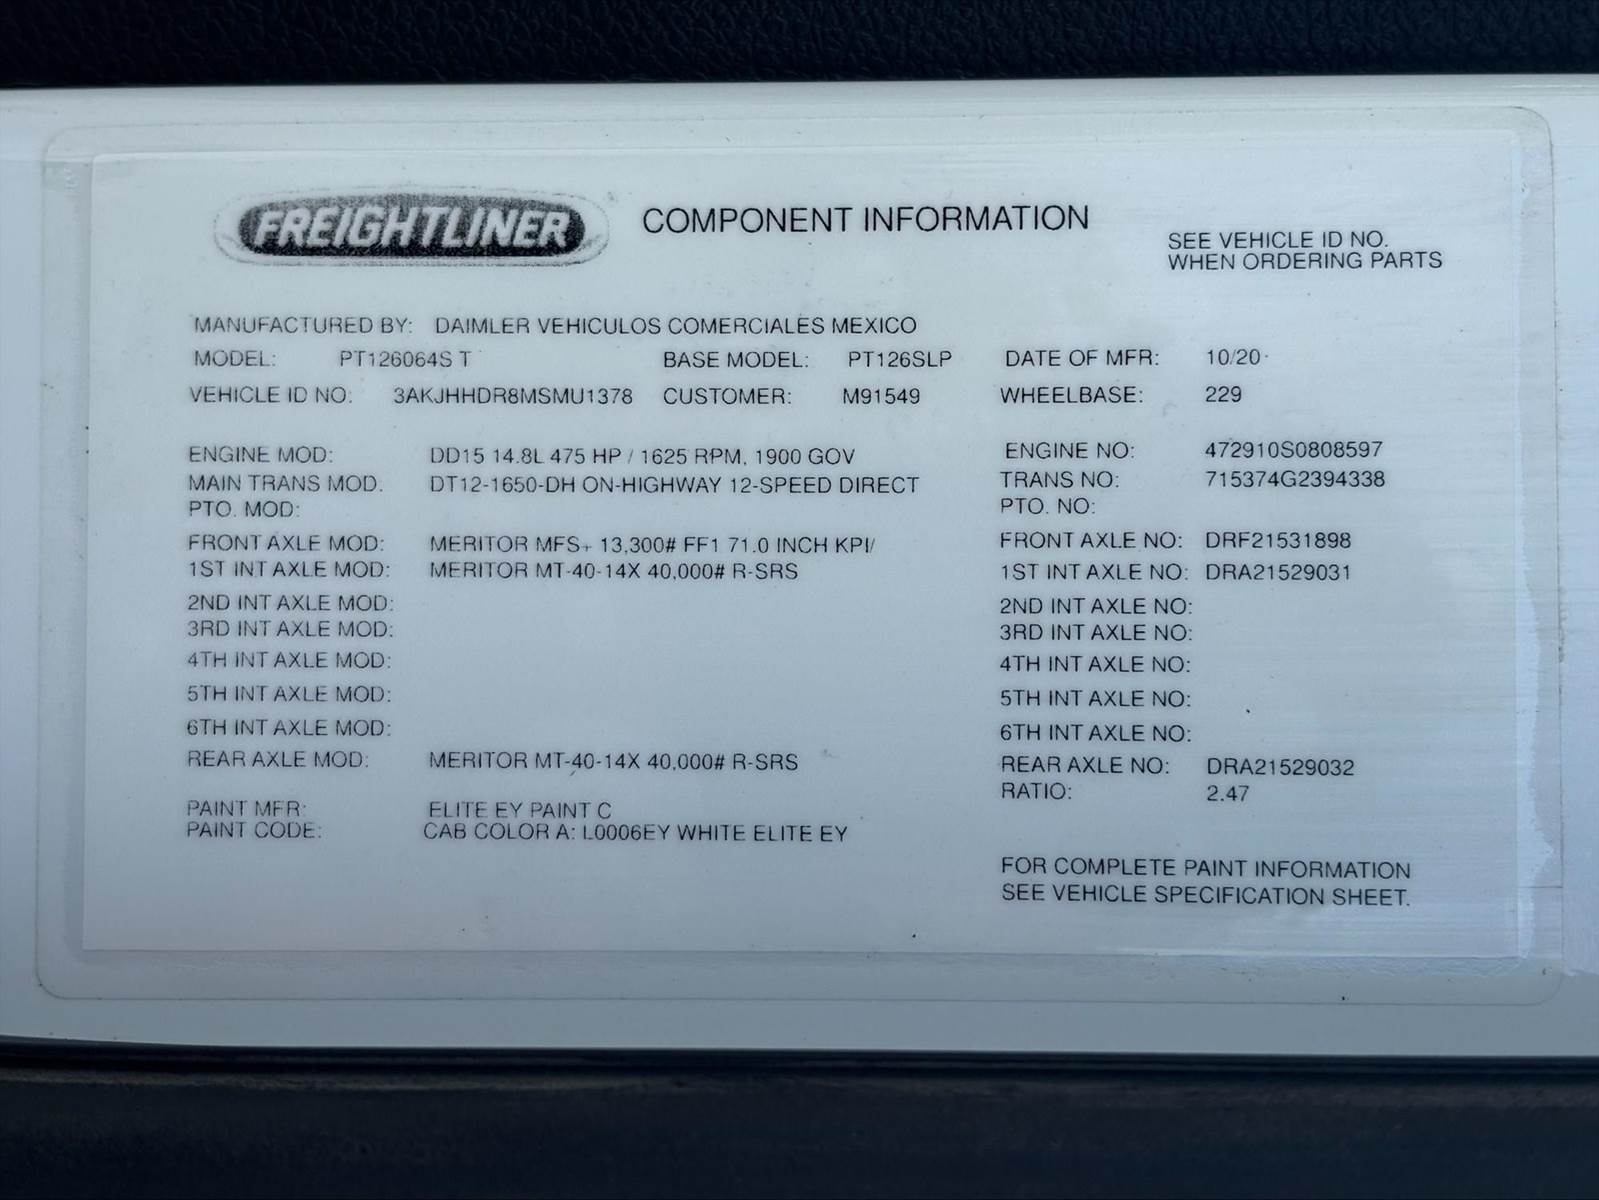 FREIGHTLINER COMPONENT INFORMATION
SEE VEHICLE ID NO.
WHEN ORDERING PARTS
MANUFACTURED BY: DAIMLER VEHICULOS COMERCIALES MEXICO
MODEL: PT126064S T BASE MODEL: PT126SLP DATE OF MFR: 10/20
VEHICLE ID NO: 3AKJHHDR8MSMU1378 CUSTOMER: M91549 WHEELBASE: 229
ENGINE MOD: DD15 14.8L 475 HP / 1625 RPM, 1900 GOV ENGINE NO: 472910S0808597
MAIN TRANS MOD: DT12-1650-DH ON-HIGHWAY 12-SPEED DIRECT TRANS NO: 715374G2394338
PTO. MOD: PTO. NO:
FRONT AXLE MOD: MERITOR MFS+ 13,300# FF1 71.0 INCH KPI/ FRONT AXLE NO: DRF21531898
1ST INT AXLE MOD: MERITOR MT-40-14X 40,000# R-SRS 1ST INT AXLE NO: DRA21529031
2ND INT AXLE MOD: 2ND INT AXLE NO:
3RD INT AXLE MOD: 3RD INT AXLE NO:
4TH INT AXLE MOD: 4TH INT AXLE NO:
5TH INT AXLE MOD: 5TH INT AXLE NO:
6TH INT AXLE MOD: 6TH INT AXLE NO:
REAR AXLE MOD: MERITOR MT-40-14X 40,000# R-SRS REAR AXLE NO: DRA21529032
RATIO: 2.47
PAINT MFR: ELITE EY PAINT C
PAINT CODE: CAB COLOR A: L0006EY WHITE ELITE EY
FOR COMPLETE PAINT INFORMATION
SEE VEHICLE SPECIFICATION SHEET.